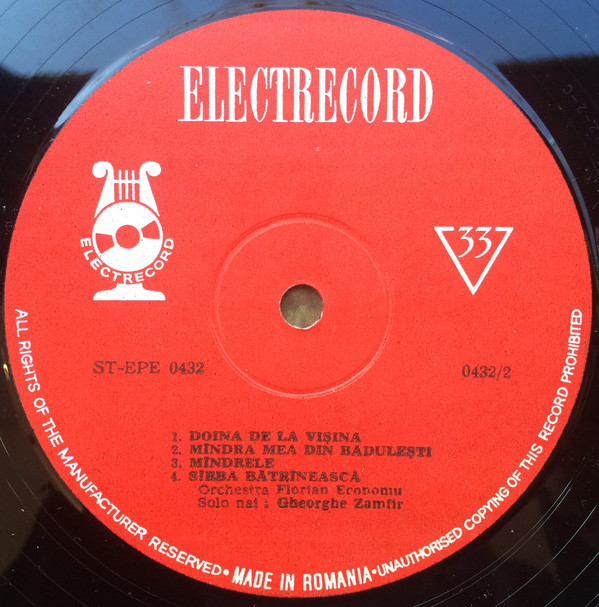 ELECTRECORD
ELECTRECORD
33
ST-EPE 0432
0432/2
1. DOINA DE LA VIȘINA
2. MÎNDRA MEA DIN BADULEȘTI
3. MÎNDRELE
4. SÎRBA BĂTRÎNEASCĂ
Orchestra Florian Economu
Solo nai : Gheorghe Zamfir
ALL RIGHTS OF THE MANUFACTURER RESERVED • MADE IN ROMANIA • UNAUTHORISED COPYING OF THIS RECORD PROHIBITED